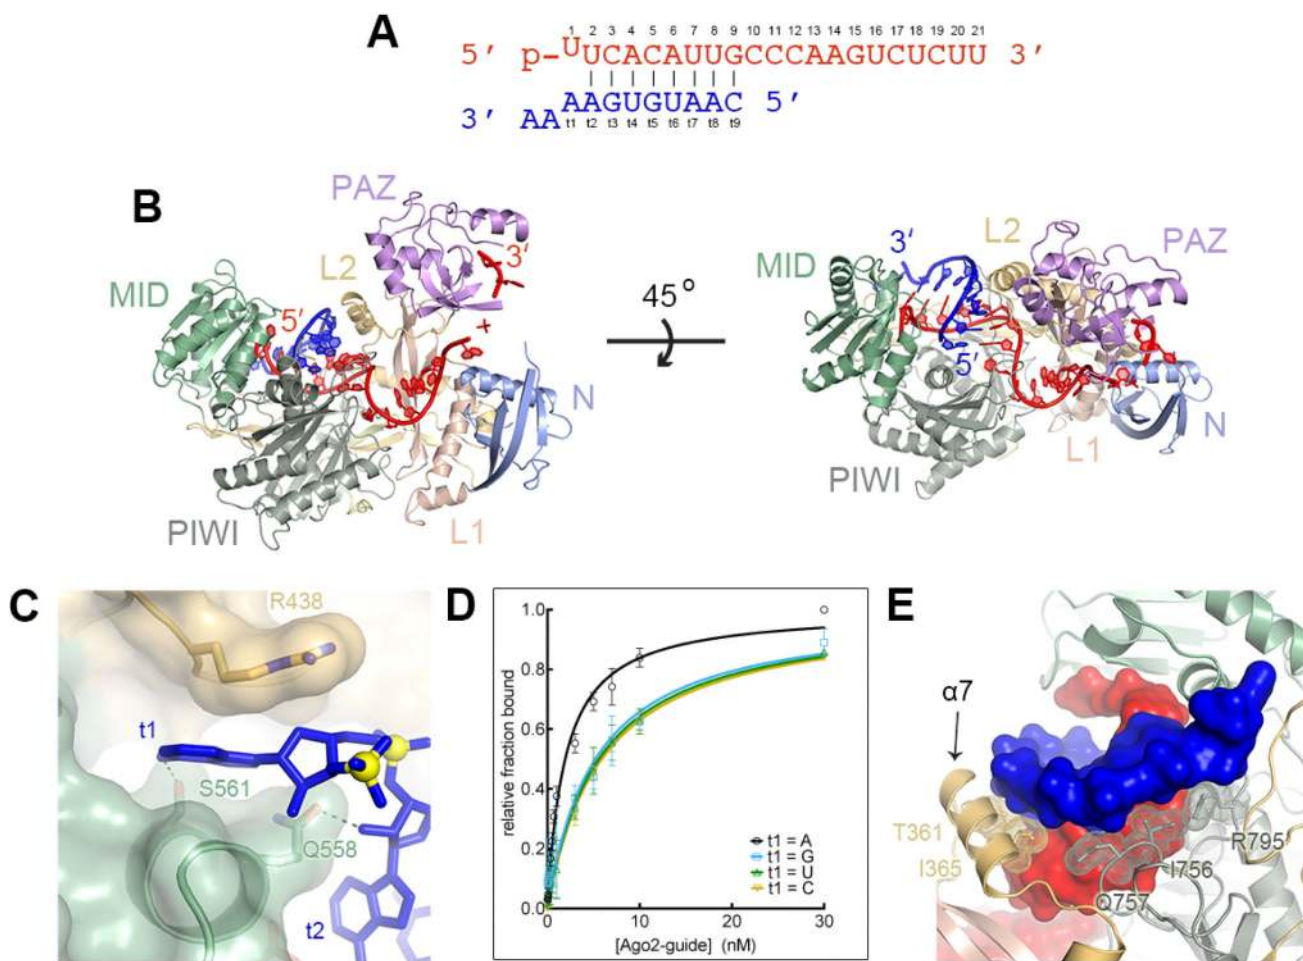 A
1 2 3 4 5 6 7 8 9 10 11 12 13 14 15 16 17 18 19 20 21
5' p-UUCACAUUGCCCAAGUCUCUU 3'
3' AAAAGUGUAAC 5'
t1 t2 t3 t4 t5 t6 t7 t8 t9
B
PAZ
3'
L2
MID
5'
N
PIWI
L1
45°
3'
L2
PAZ
MID
5'
N
L1
PIWI
C
R438
t1
S561
Q558
t2
D
relative fraction bound
1.0
0.8
0.6
0.4
0.2
0.0
0 10 20 30
[Ago2-guide] (nM)
t1 = A
t1 = G
t1 = U
t1 = C
E
α7
T361
I365
R795
I756
Q757